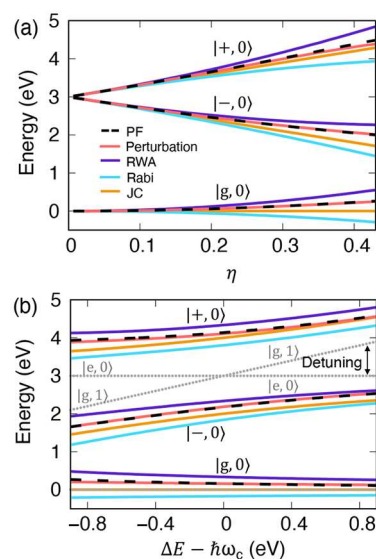 (a)
5
4
3
2
1
0
Energy (eV)
|+,0⟩
|−,0⟩
PF
Perturbation
RWA
Rabi
JC
|g,0⟩
0 0.1 0.2 0.3 0.4
η
(b)
5
4
3
2
1
0
Energy (eV)
|+,0⟩
|g,1⟩
|e,0⟩
Detuning
|g,1⟩
|e,0⟩
|−,0⟩
|g,0⟩
−0.8 −0.4 0 0.4 0.8
ΔE − ℏω_c (eV)